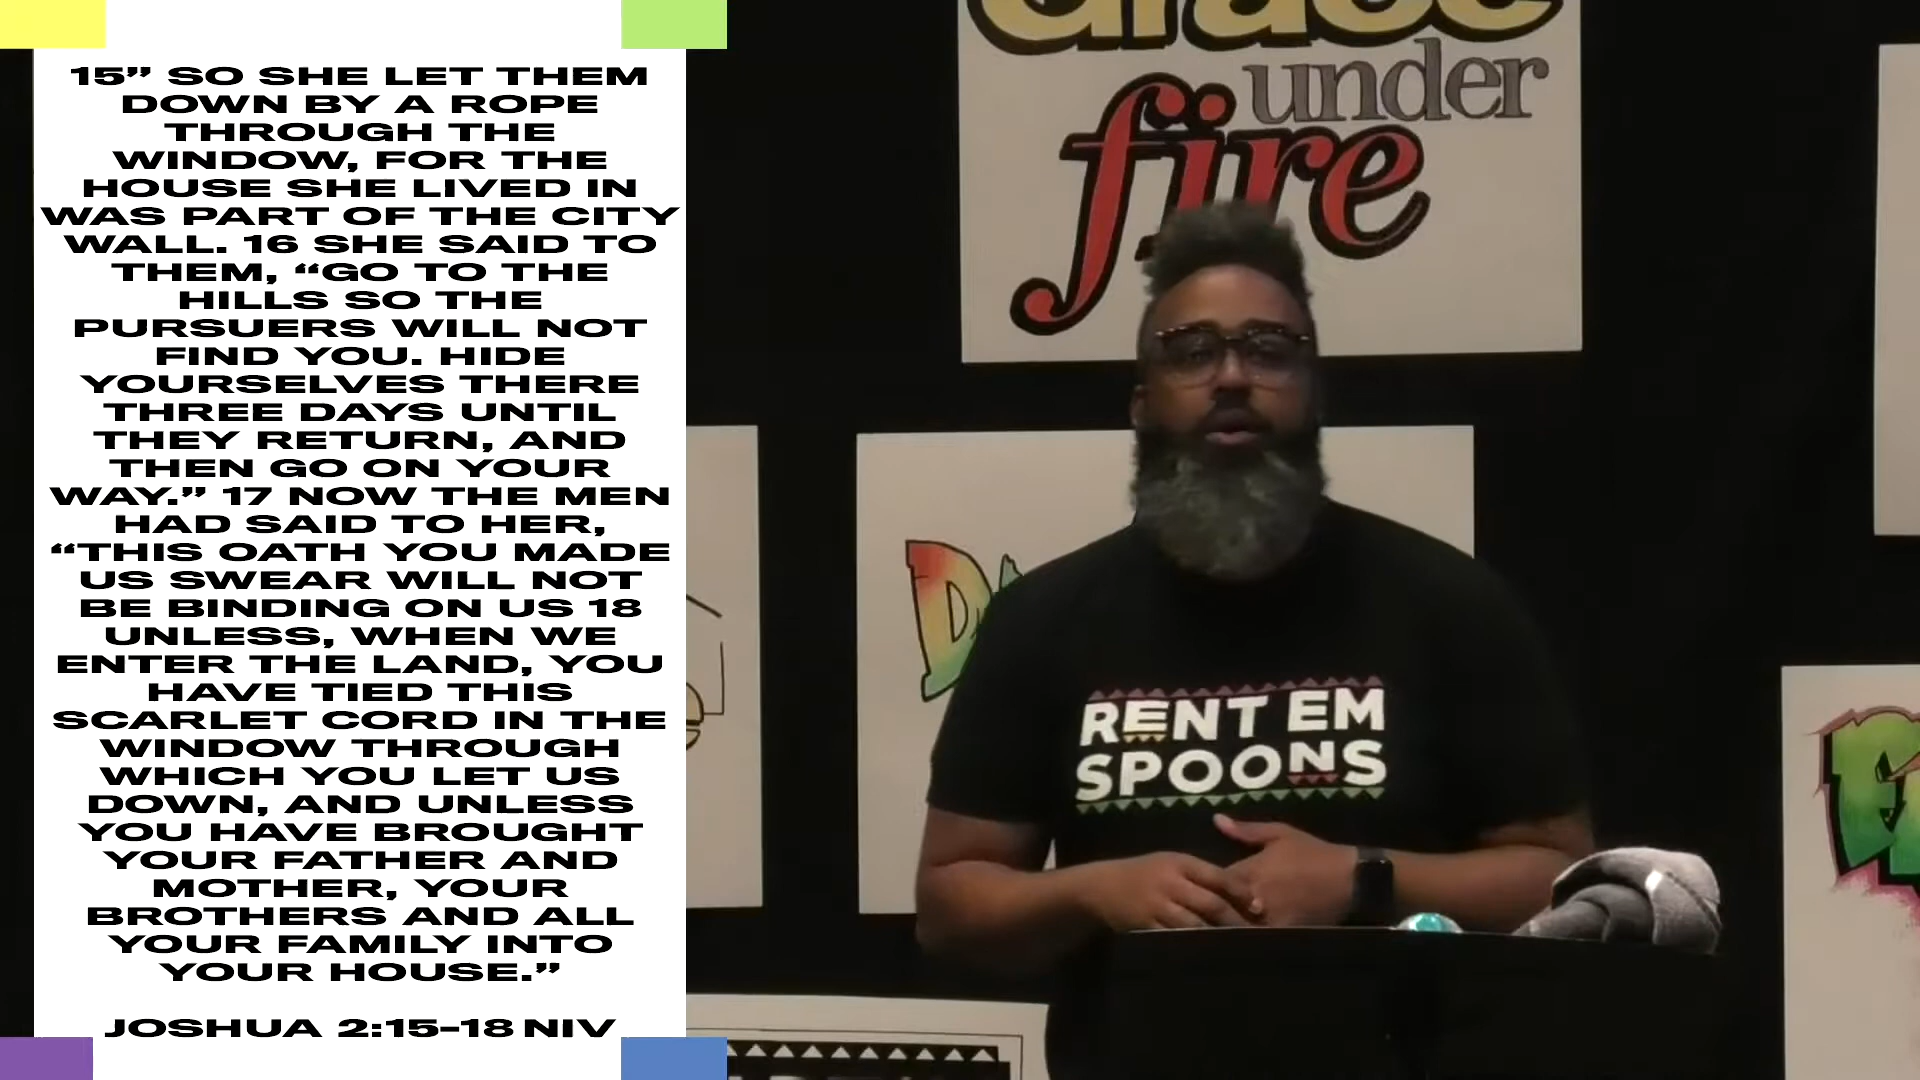 15” SO SHE LET THEM
DOWN BY A ROPE
THROUGH THE
WINDOW, FOR THE
HOUSE SHE LIVED IN
WAS PART OF THE CITY
WALL. 16 SHE SAID TO
THEM, “GO TO THE
HILLS SO THE
PURSUERS WILL NOT
FIND YOU. HIDE
YOURSELVES THERE
THREE DAYS UNTIL
THEY RETURN, AND
THEN GO ON YOUR
WAY.” 17 NOW THE MEN
HAD SAID TO HER,
“THIS OATH YOU MADE
US SWEAR WILL NOT
BE BINDING ON US 18
UNLESS, WHEN WE
ENTER THE LAND, YOU
HAVE TIED THIS
SCARLET CORD IN THE
WINDOW THROUGH
WHICH YOU LET US
DOWN, AND UNLESS
YOU HAVE BROUGHT
YOUR FATHER AND
MOTHER, YOUR
BROTHERS AND ALL
YOUR FAMILY INTO
YOUR HOUSE.”
JOSHUA 2:15-18 NIV
Grace
under
fire
RENT EM
SPOONS